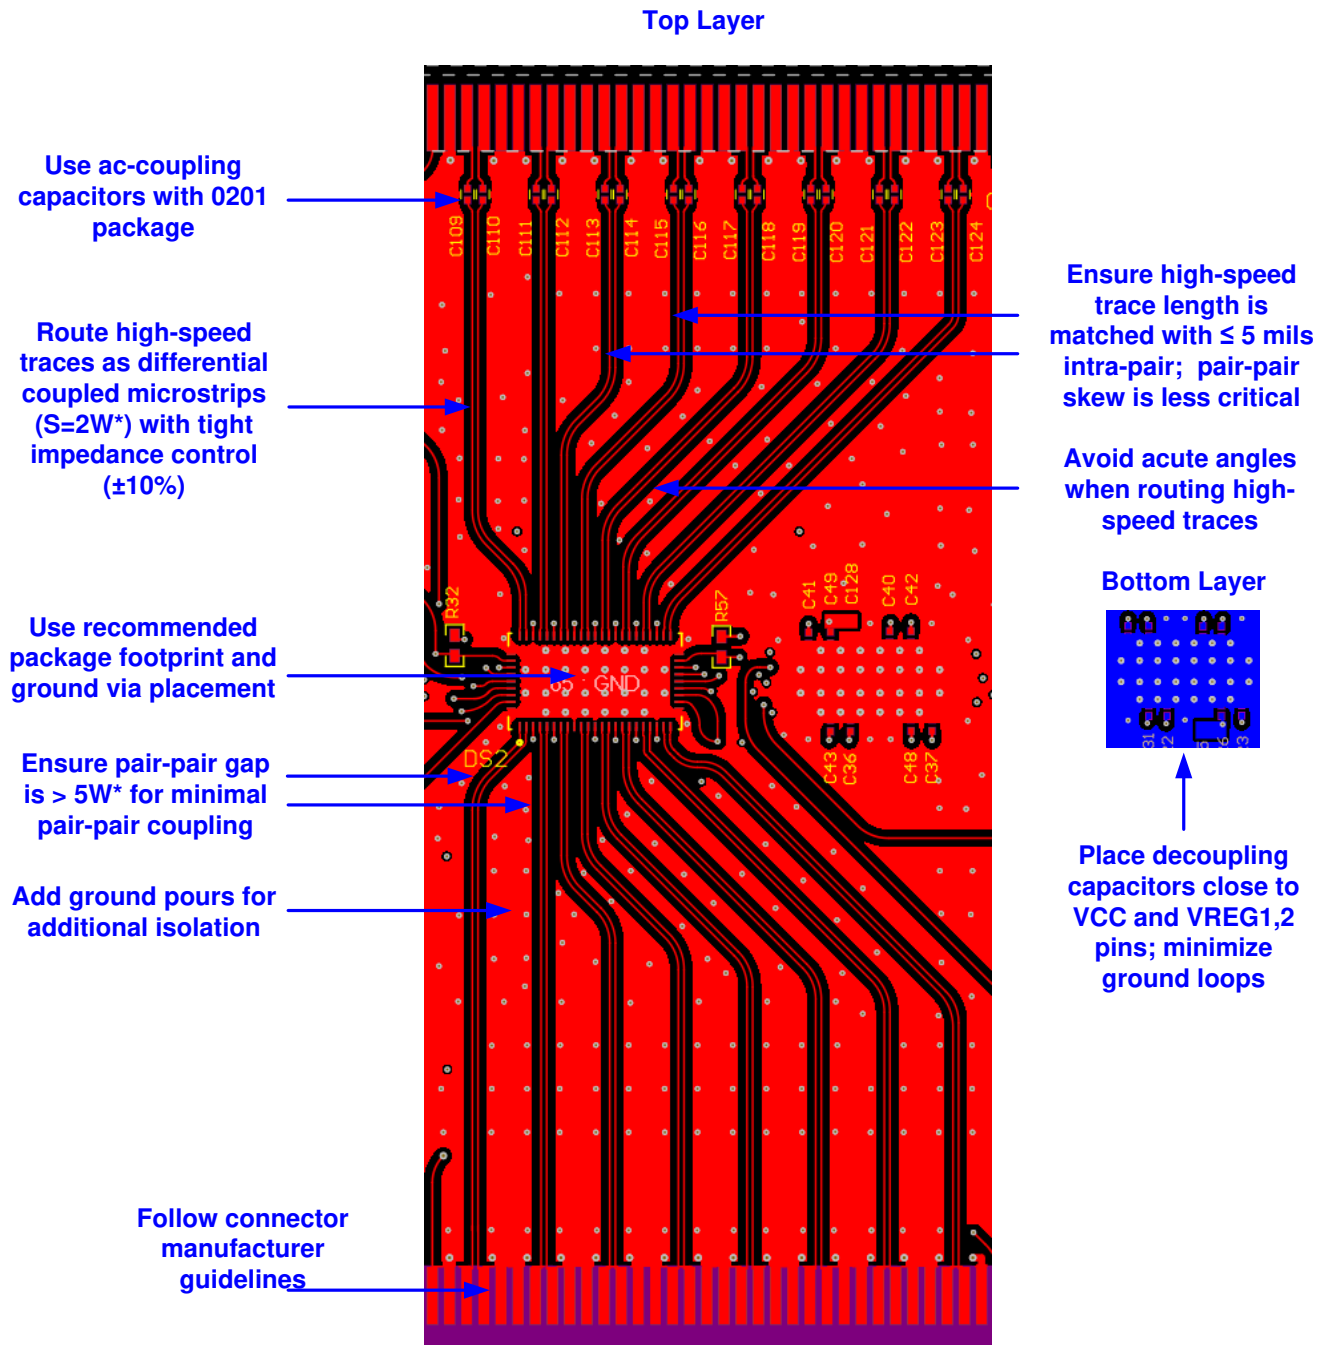 Top Layer
Use ac-coupling
capacitors with 0201
package
C109
C110
C111
C112
C113
C114
C115
C116
C117
C118
C119
C120
C121
C122
C123
C124
Route high-speed
traces as differential
coupled microstrips
(S=2W*) with tight
impedance control
(±10%)
Ensure high-speed
trace length is
matched with ≤ 5 mils
intra-pair; pair-pair
skew is less critical
Avoid acute angles
when routing high-
speed traces
Bottom Layer
R32
R57
C41
C49
C128
C40
C42
Use recommended
package footprint and
ground via placement
GND
DS2
C43
C36
C48
C37
Ensure pair-pair gap
is > 5W* for minimal
pair-pair coupling
Add ground pours for
additional isolation
Place decoupling
capacitors close to
VCC and VREG1,2
pins; minimize
ground loops
Follow connector
manufacturer
guidelines